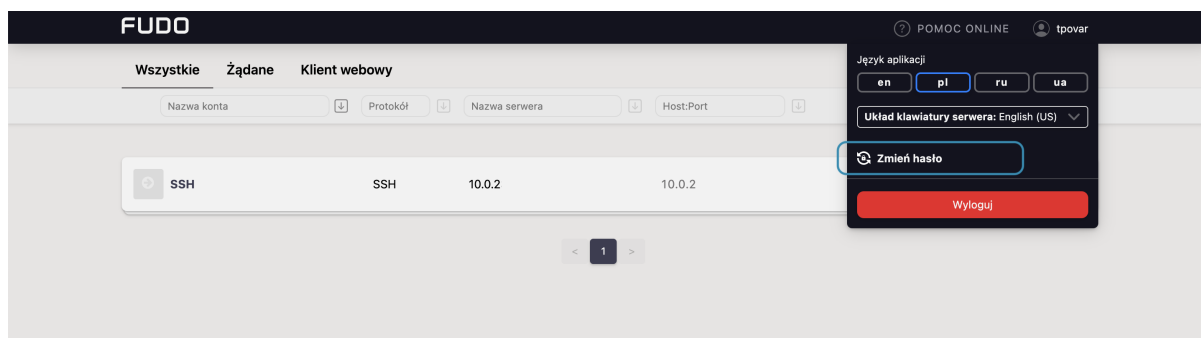 FUDO
POMOC ONLINE tpovar
Wszystkie Żądane Klient webowy
Język aplikacji
en pl ru ua
Nazwa konta Protokół Nazwa serwera Host:Port
Układ klawiatury serwera: English (US)
Zmień hasło
SSH SSH 10.0.2 10.0.2
Wyloguj
< 1 >